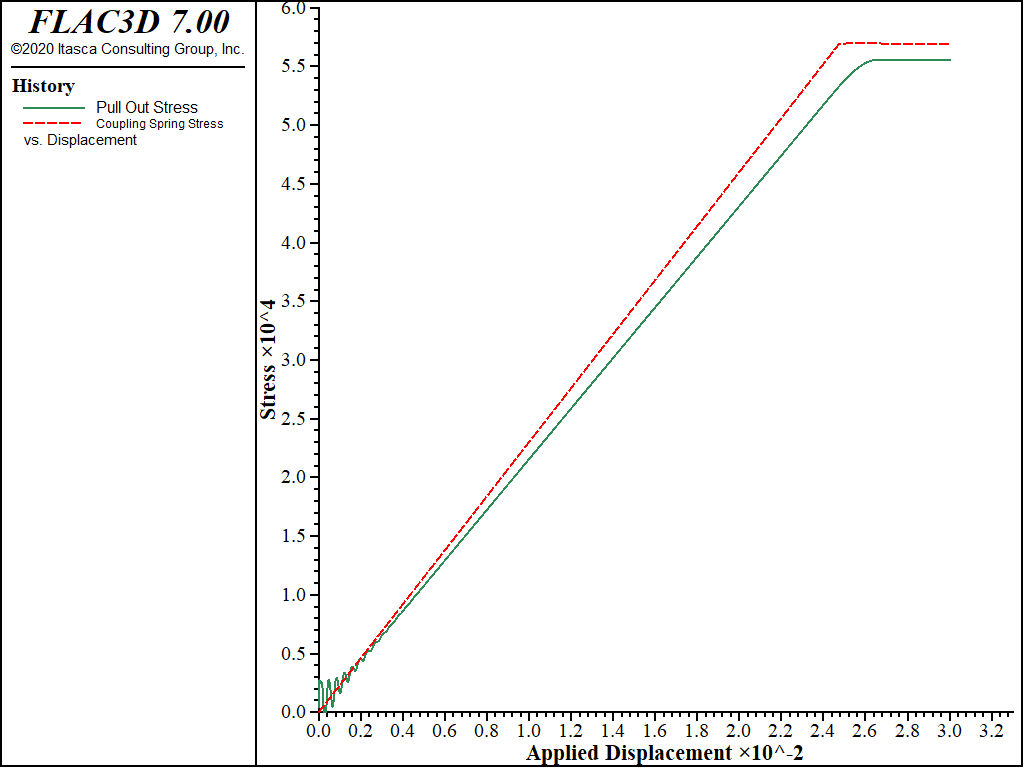 FLAC3D 7.00
©2020 Itasca Consulting Group, Inc.
History
Pull Out Stress
Coupling Spring Stress
vs. Displacement
6.0
5.5
5.0
4.5
4.0
3.5
3.0
2.5
2.0
1.5
1.0
0.5
0.0
Stress ×10^4
0.0 0.2 0.4 0.6 0.8 1.0 1.2 1.4 1.6 1.8 2.0 2.2 2.4 2.6 2.8 3.0 3.2
Applied Displacement ×10^-2